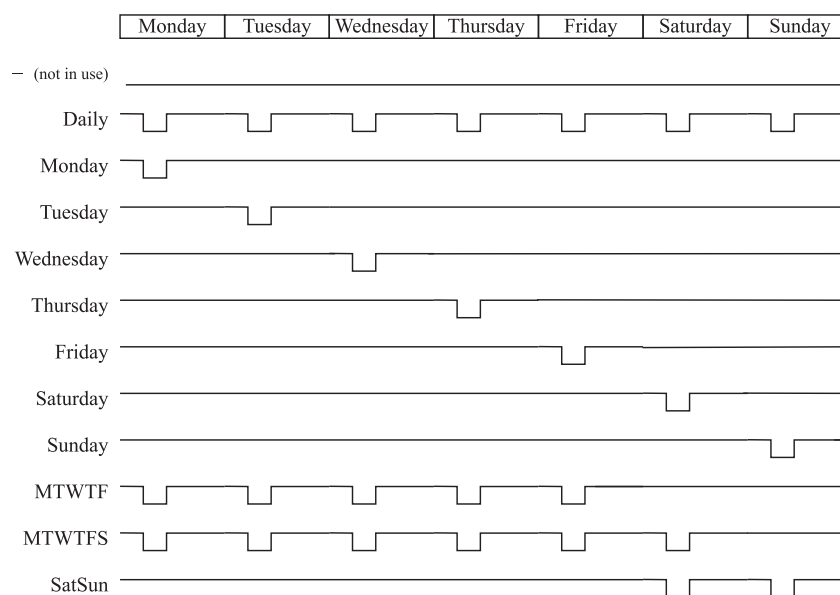 Monday Tuesday Wednesday Thursday Friday Saturday Sunday
– (not in use)
Daily
Monday
Tuesday
Wednesday
Thursday
Friday
Saturday
Sunday
MTWTF
MTWTFS
SatSun